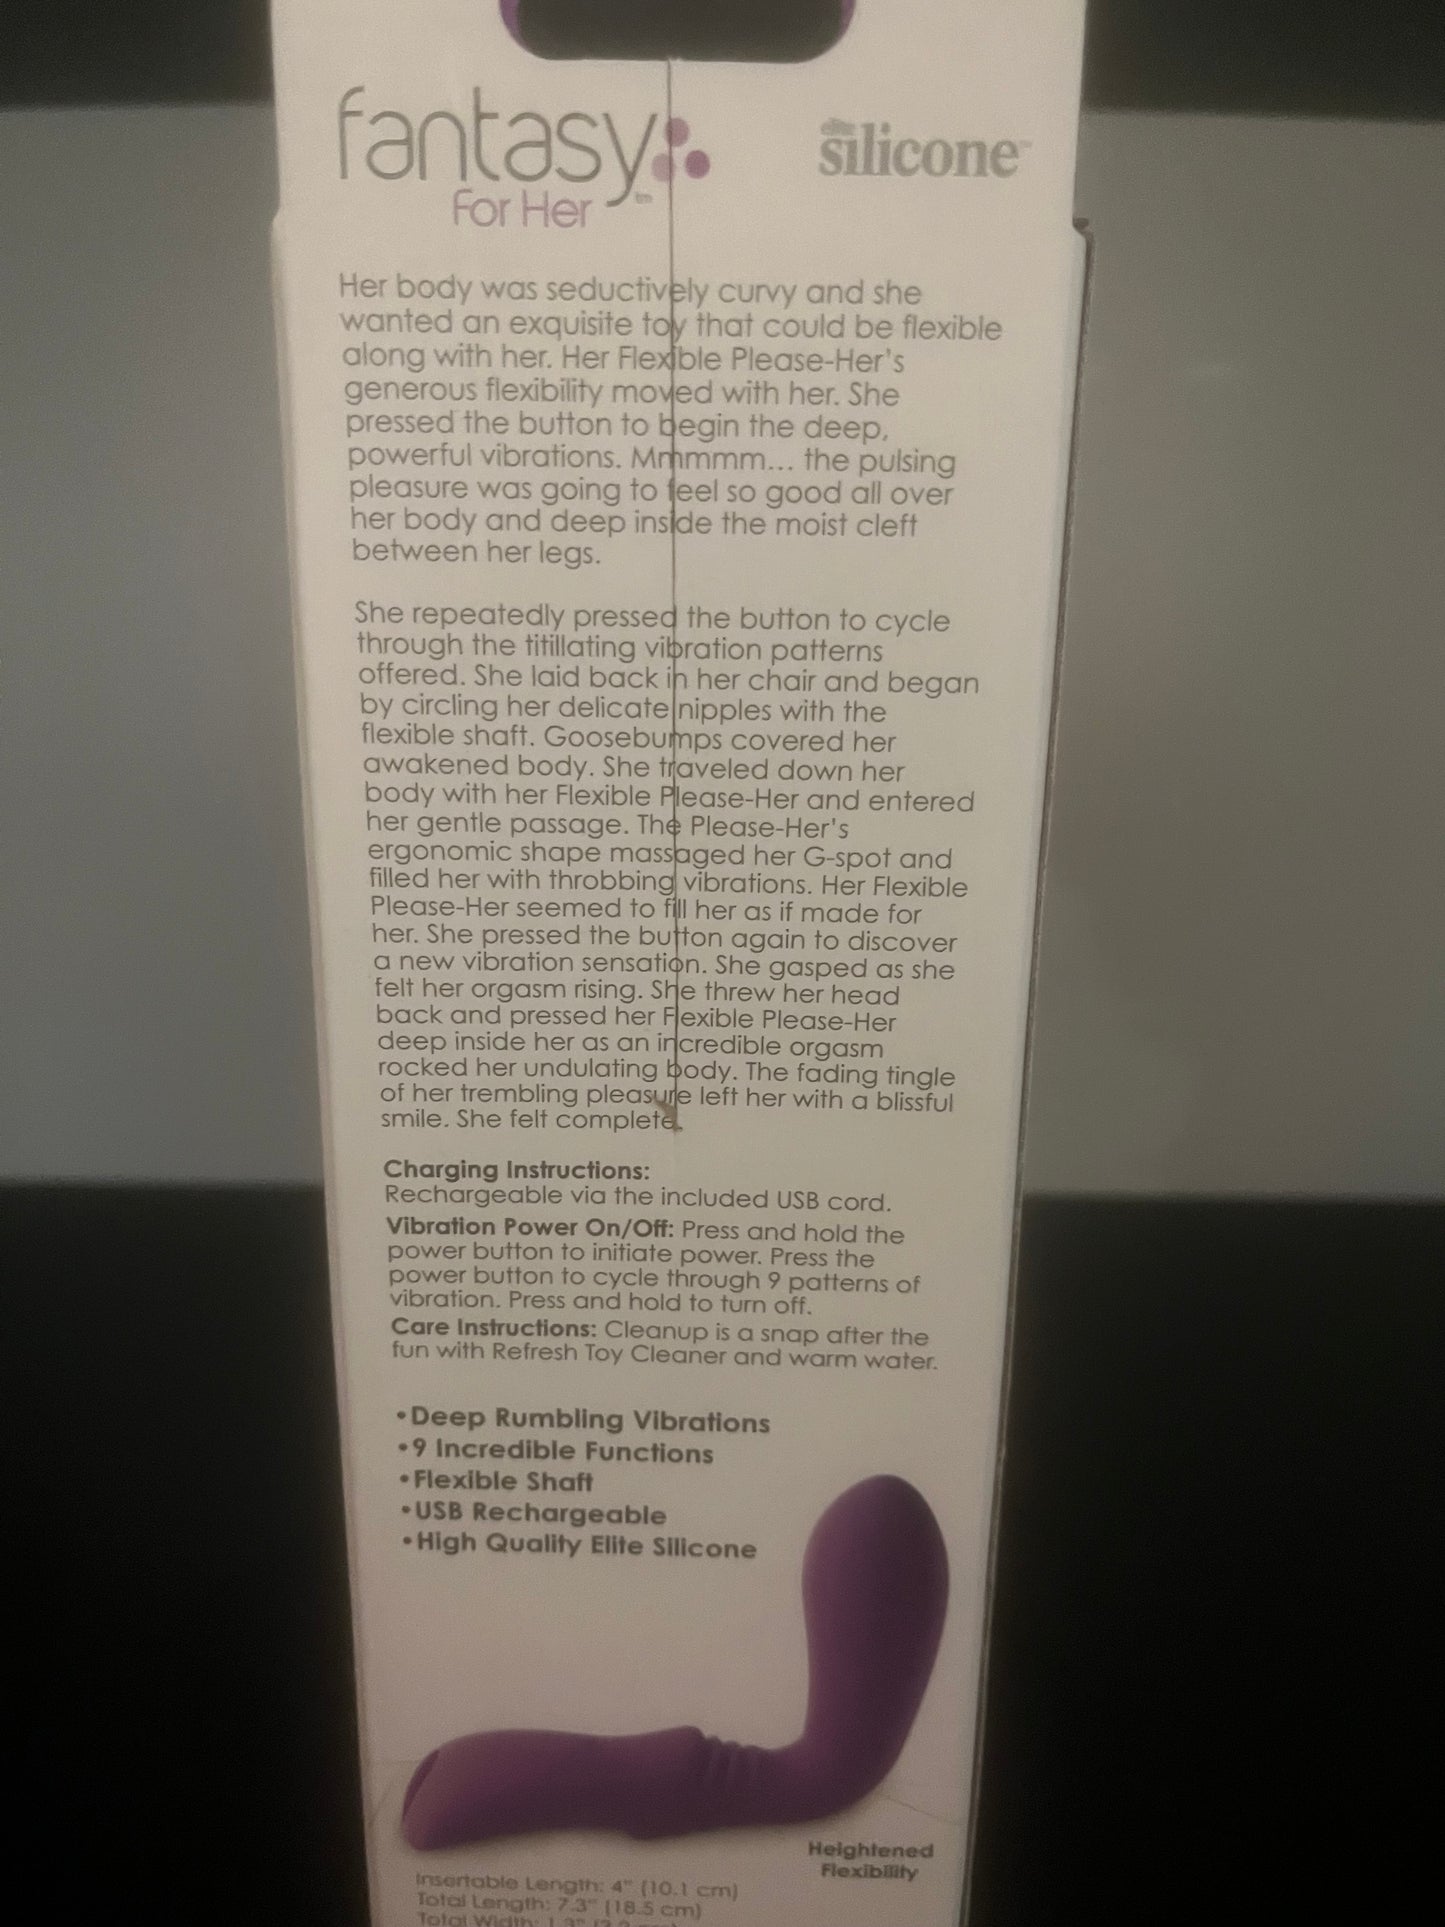 fantasy
For Her
elite
silicone™
Her body was seductively curvy and she
wanted an exquisite toy that could be flexible
along with her. Her Flexible Please-Her's
generous flexibility moved with her. She
pressed the button to begin the deep,
powerful vibrations. Mmmmm... the pulsing
pleasure was going to feel so good all over
her body and deep inside the moist cleft
between her legs.
She repeatedly pressed the button to cycle
through the titillating vibration patterns
offered. She laid back in her chair and began
by circling her delicate nipples with the
flexible shaft. Goosebumps covered her
awakened body. She traveled down her
body with her Flexible Please-Her and entered
her gentle passage. The Please-Her's
ergonomic shape massaged her G-spot and
filled her with throbbing vibrations. Her Flexible
Please-Her seemed to fill her as if made for
her. She pressed the button again to discover
a new vibration sensation. She gasped as she
felt her orgasm rising. She threw her head
back and pressed her Flexible Please-Her
deep inside her as an incredible orgasm
rocked her undulating body. The fading tingle
of her trembling pleasure left her with a blissful
smile. She felt complete.
Charging Instructions:
Rechargeable via the included USB cord.
Vibration Power On/Off: Press and hold the
power button to initiate power. Press the
power button to cycle through 9 patterns of
vibration. Press and hold to turn off.
Care Instructions: Cleanup is a snap after the
fun with Refresh Toy Cleaner and warm water.
•Deep Rumbling Vibrations
•9 Incredible Functions
•Flexible Shaft
•USB Rechargeable
•High Quality Elite Silicone
Heightened
Flexibility
Insertable Length: 4" (10.1 cm)
Total Length: 7.3" (18.5 cm)
Total Width: 1.3"